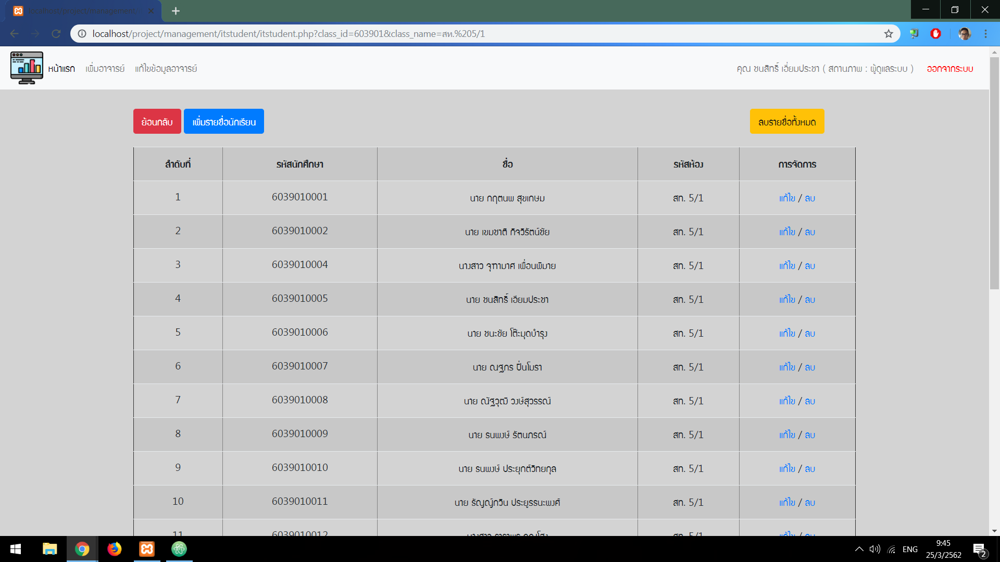 localhost/project/management
localhost/project/management/itstudent/itstudent.php?class_id=603901&class_name=สท.%205/1
หน้าแรก เพิ่มอาจารย์ แก้ไขข้อมูลอาจารย์ คุณ ชนสิทธิ์ เอี่ยมประชา ( สถานภาพ : ผู้ดูแลระบบ ) ออกจากระบบ
ย้อนกลับ เพิ่มรายชื่อนักเรียน ลบรายชื่อทั้งหมด
ลำดับที่ รหัสนักศึกษา ชื่อ รหัสห้อง การจัดการ
1 6039010001 นาย กฤตนพ สุขเกษม สท. 5/1 แก้ไข / ลบ
2 6039010002 นาย เขมชาติ กิจวิรัตน์ชัย สท. 5/1 แก้ไข / ลบ
3 6039010004 นางสาว จุฑามาศ เพื่อนพิมาย สท. 5/1 แก้ไข / ลบ
4 6039010005 นาย ชนสิทธิ์ เอี่ยมประชา สท. 5/1 แก้ไข / ลบ
5 6039010006 นาย ชนะชัย โต๊ะมุดบำรุง สท. 5/1 แก้ไข / ลบ
6 6039010007 นาย ณฐกร ปิ่นโมรา สท. 5/1 แก้ไข / ลบ
7 6039010008 นาย ณัฐวุฒิ วงษ์สุวรรณ์ สท. 5/1 แก้ไข / ลบ
8 6039010009 นาย ธนพงษ์ รัตนภรณ์ สท. 5/1 แก้ไข / ลบ
9 6039010010 นาย ธนพงษ์ ประยุกต์วิทยกุล สท. 5/1 แก้ไข / ลบ
10 6039010011 นาย ธัญญ์กวิน ประยูรธนะพงศ์ สท. 5/1 แก้ไข / ลบ
11 6039010012 นางสาว สท. 5/1 แก้ไข / ลบ
ENG
9:45
25/3/2562
2